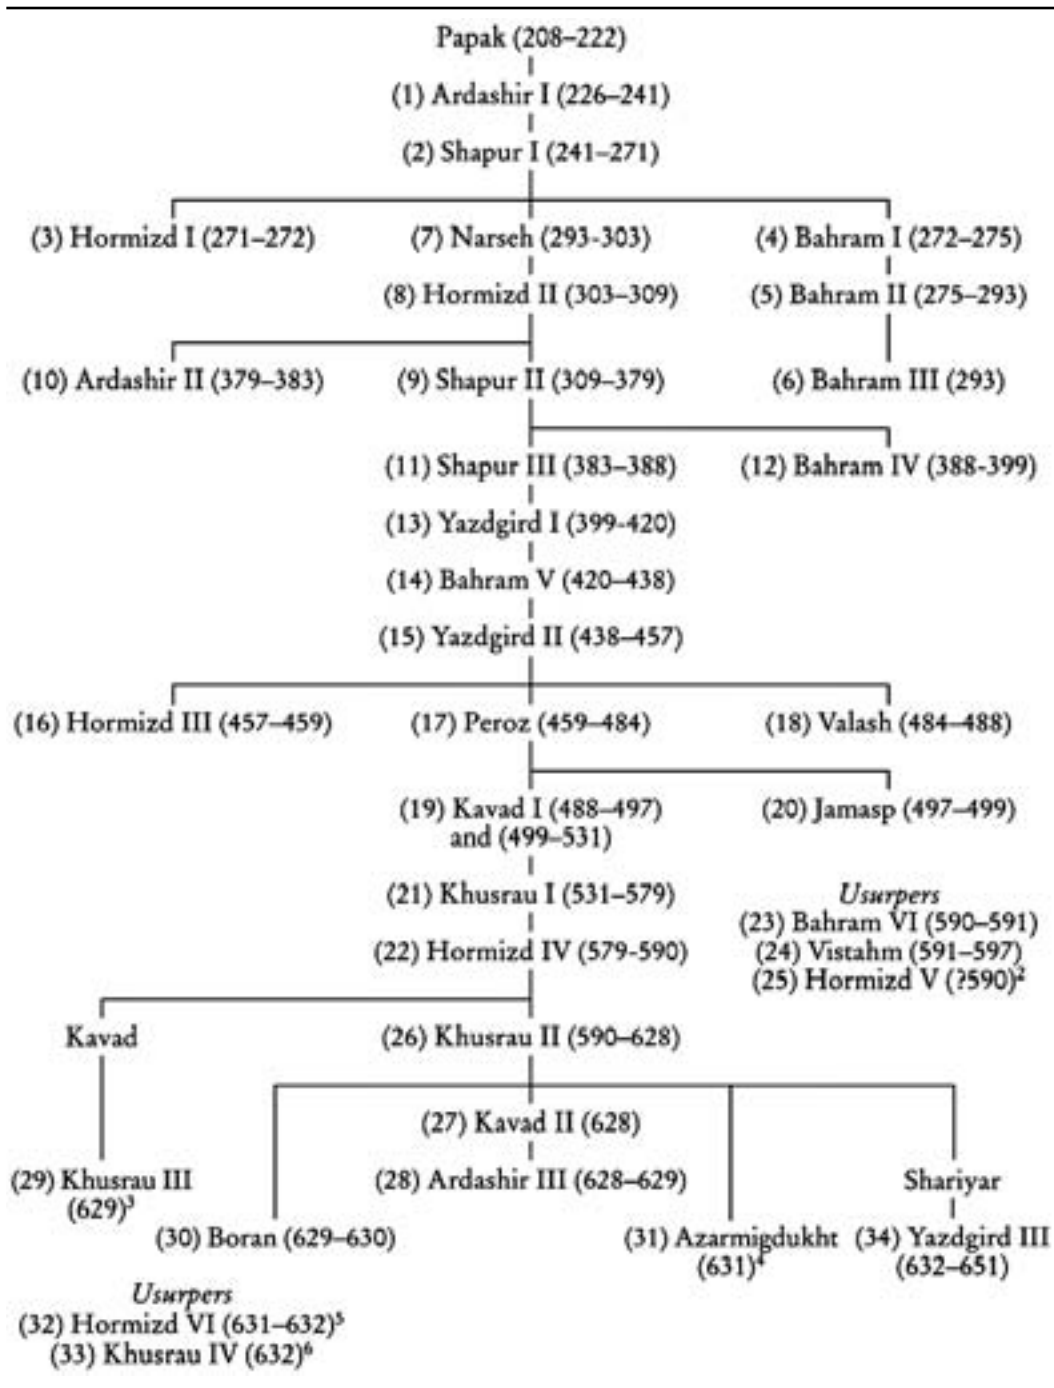 Papak (208–222)
(1) Ardashir I (226–241)
(2) Shapur I (241–271)
(3) Hormizd I (271–272)
(7) Narseh (293-303)
(4) Bahram I (272–275)
(8) Hormizd II (303–309)
(5) Bahram II (275–293)
(10) Ardashir II (379–383)
(9) Shapur II (309–379)
(6) Bahram III (293)
(11) Shapur III (383–388)
(12) Bahram IV (388-399)
(13) Yazdgird I (399-420)
(14) Bahram V (420–438)
(15) Yazdgird II (438–457)
(16) Hormizd III (457–459)
(17) Peroz (459–484)
(18) Valash (484–488)
(19) Kavad I (488–497)
and (499–531)
(20) Jamasp (497–499)
(21) Khusrau I (531–579)
(22) Hormizd IV (579-590)
Usurpers
(23) Bahram VI (590–591)
(24) Vistahm (591–597)
(25) Hormizd V (?590)²
Kavad
(26) Khusrau II (590–628)
(27) Kavad II (628)
(29) Khusrau III
(629)³
(28) Ardashir III (628–629)
Shariyar
(30) Boran (629–630)
(31) Azarmigdukht
(631)⁴
(34) Yazdgird III
(632–651)
Usurpers
(32) Hormizd VI (631–632)⁵
(33) Khusrau IV (632)⁶